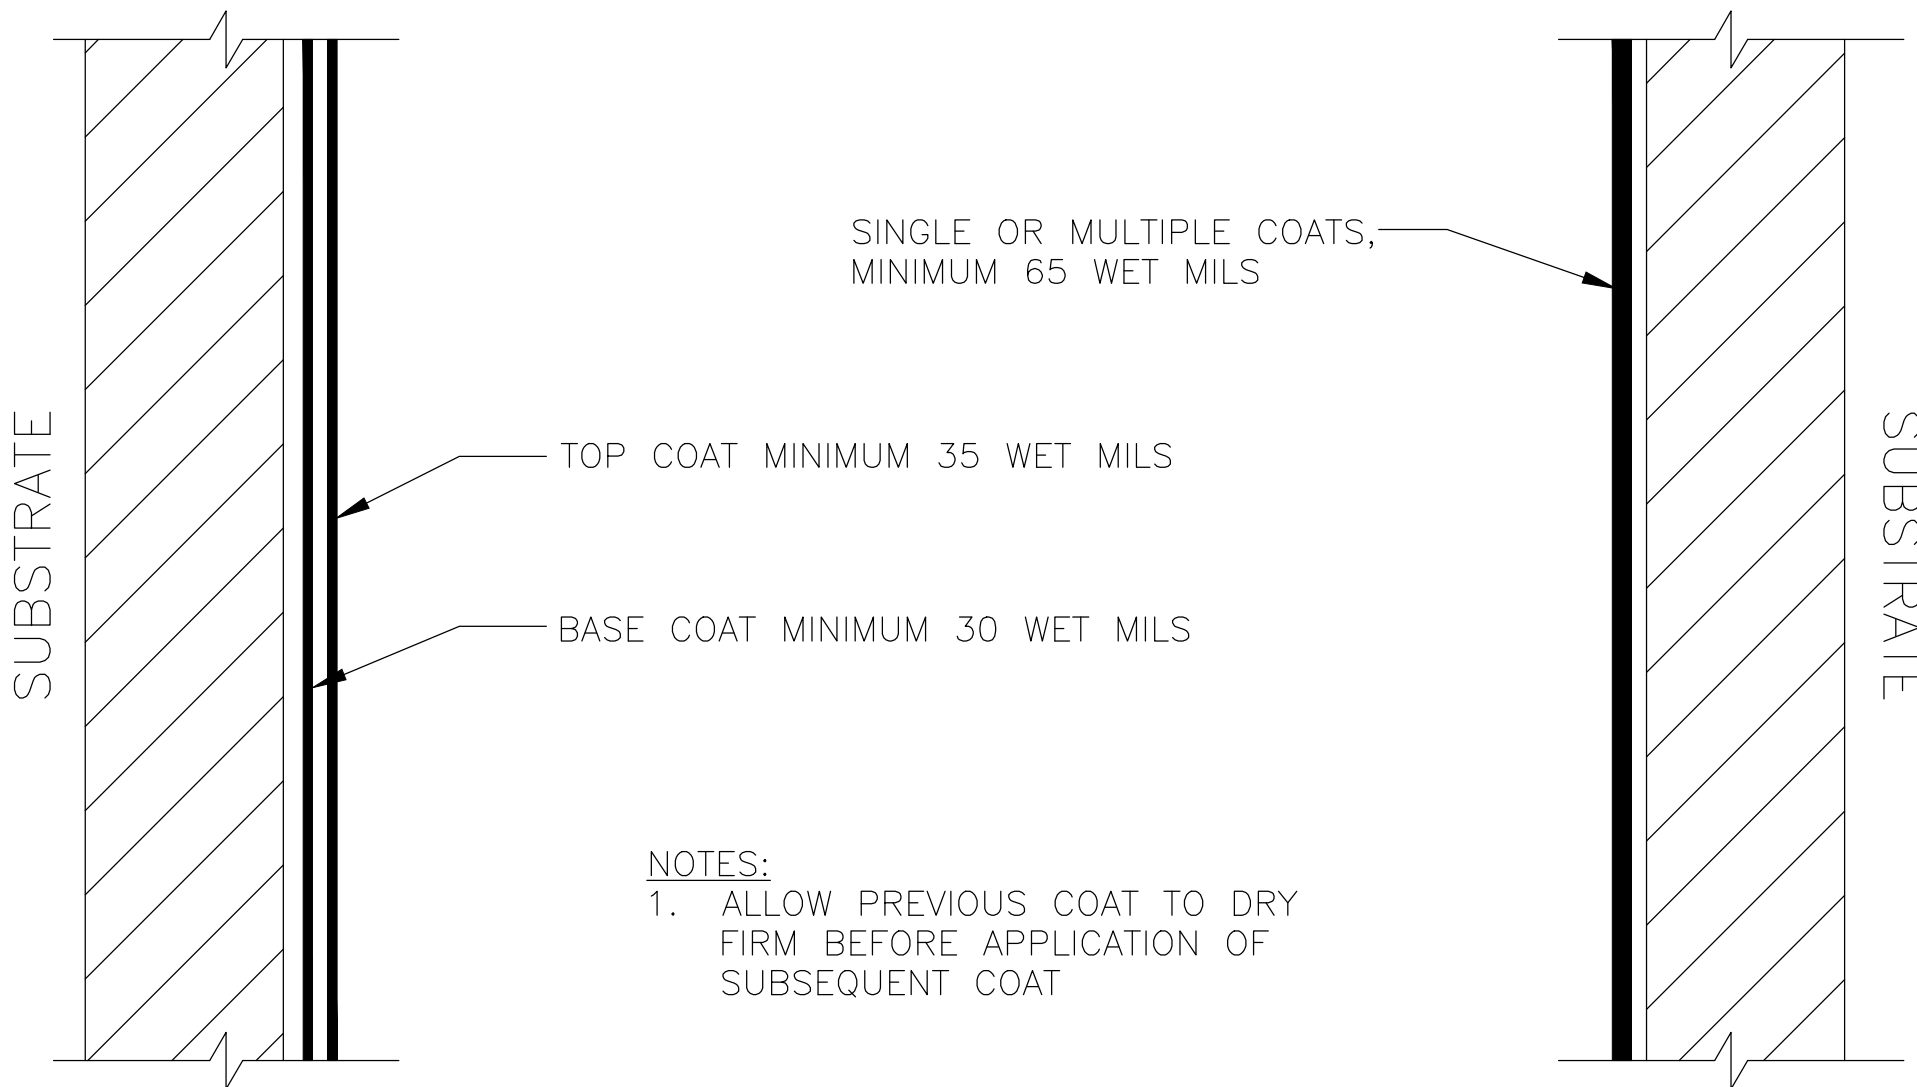 SUBSTRATE
SINGLE OR MULTIPLE COATS,
MINIMUM 65 WET MILS
TOP COAT MINIMUM 35 WET MILS
BASE COAT MINIMUM 30 WET MILS
NOTES:
1. ALLOW PREVIOUS COAT TO DRY
FIRM BEFORE APPLICATION OF
SUBSEQUENT COAT
SUBSTRATE